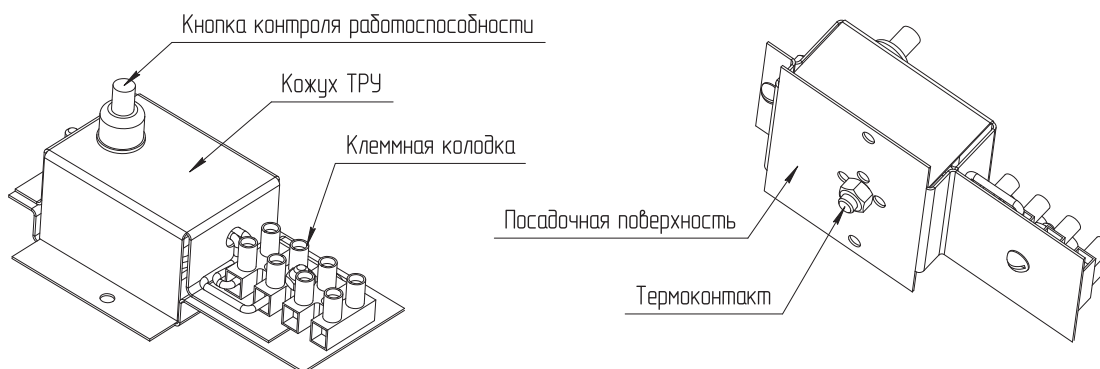 Кнопка контроля работоспособности
Кожух ТРУ
Клеммная колодка
Посадочная поверхность
Термоконтакт